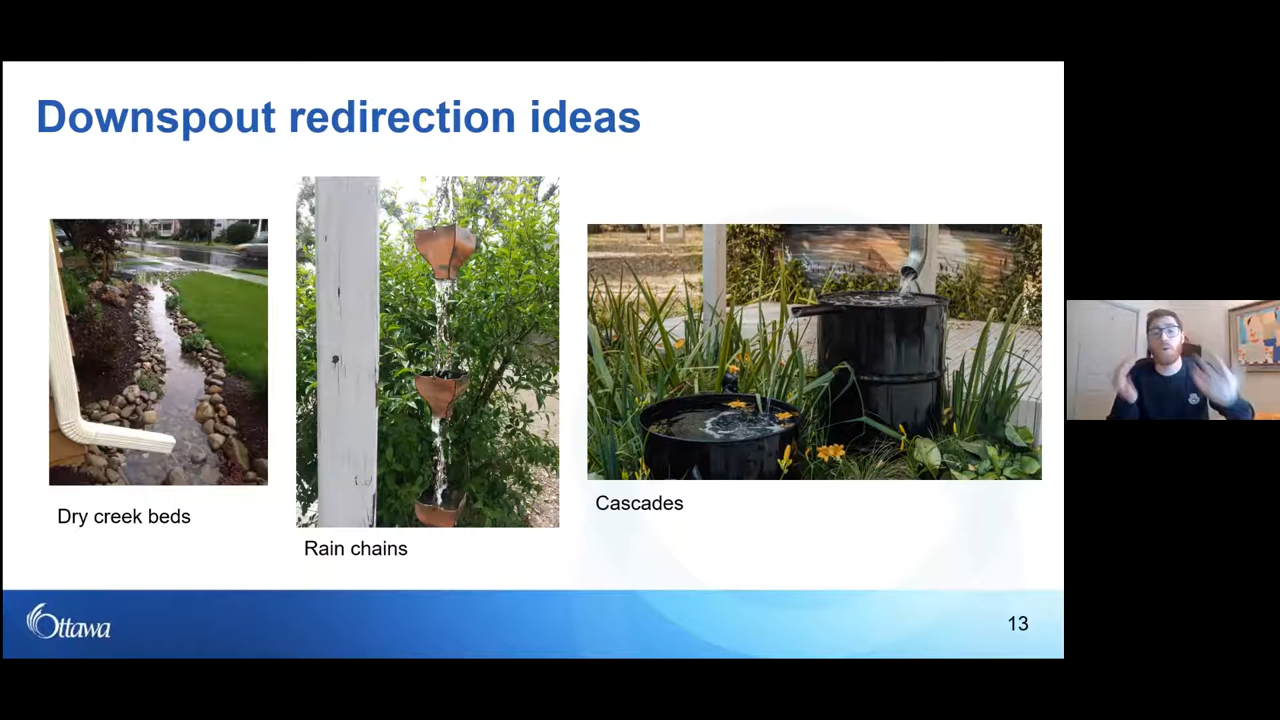 Downspout redirection ideas
Dry creek beds
Rain chains
Cascades
Ottawa
13